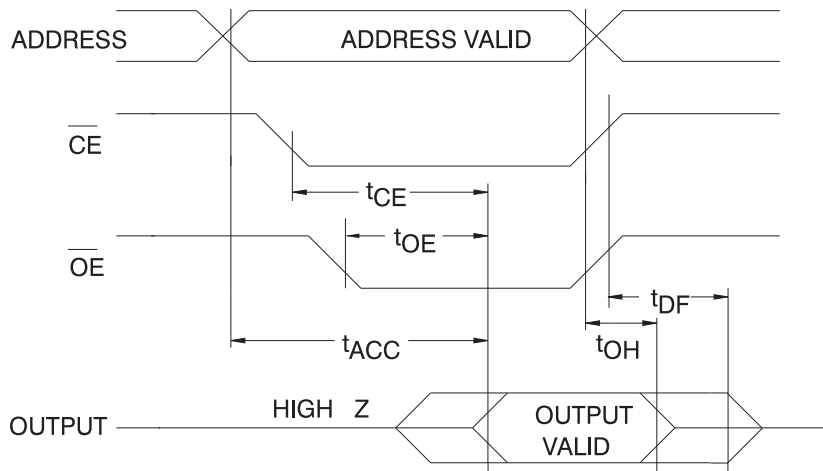 ADDRESS
ADDRESS VALID
CE
tCE
tOE
OE
tDF
tACC
tOH
HIGH Z
OUTPUT
OUTPUT
VALID